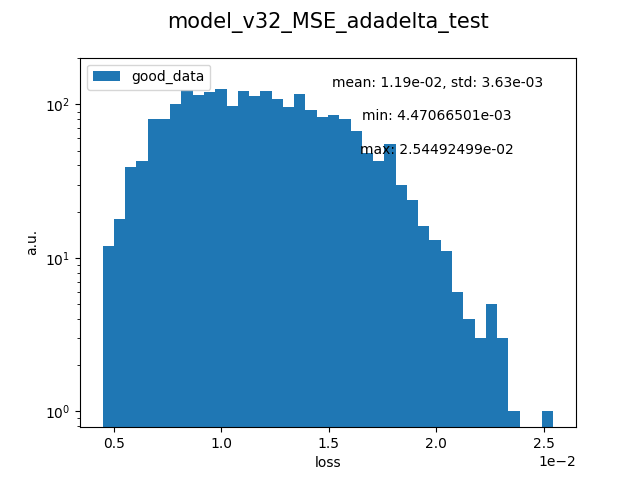 model_v32_MSE_adadelta_test
good_data
mean: 1.19e-02, std: 3.63e-03
min: 4.47066501e-03
max: 2.54492499e-02
a.u.
10²
10¹
10⁰
0.5 1.0 1.5 2.0 2.5
1e−2
loss